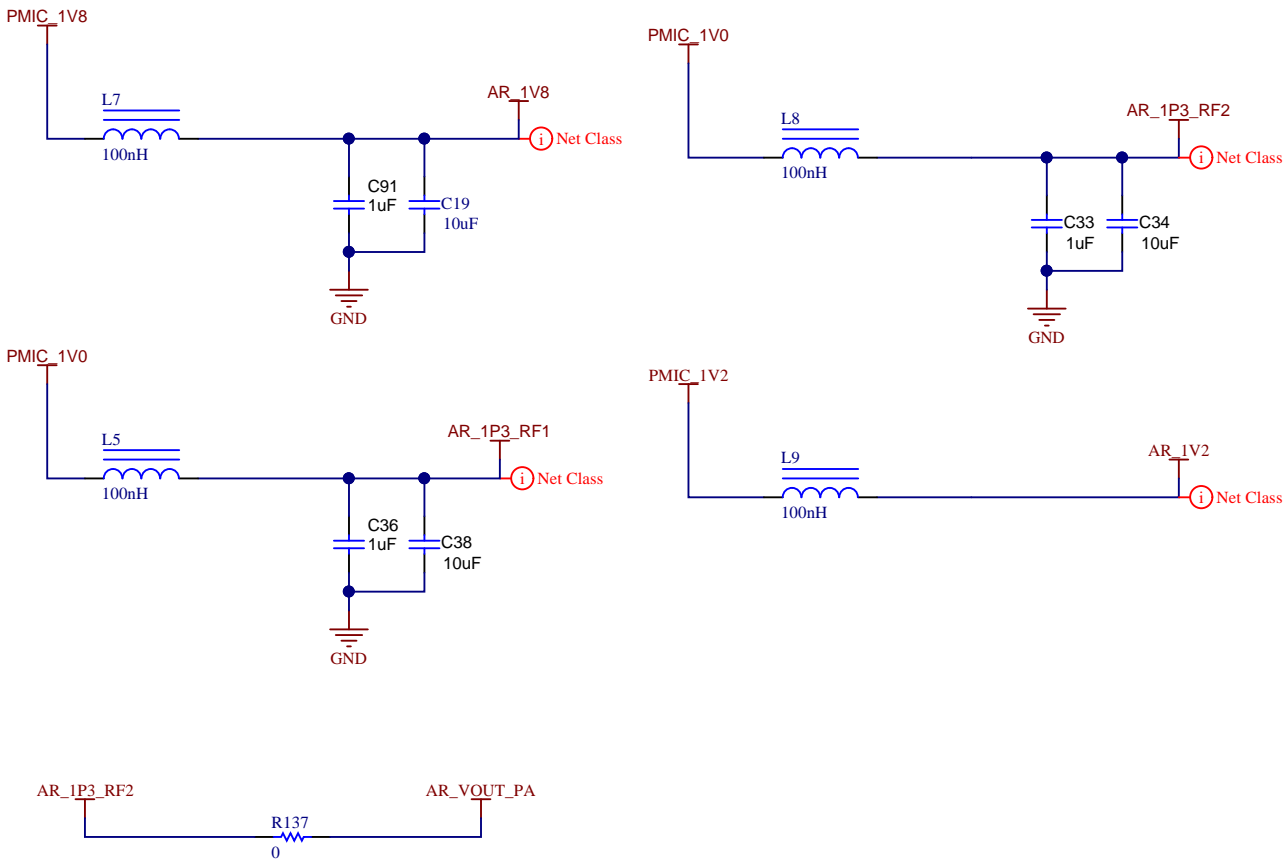 PMIC_1V8
L7
100nH
AR_1V8
i Net Class
C91
1uF
C19
10uF
GND
PMIC_1V0
L8
100nH
AR_1P3_RF2
i Net Class
C33
1uF
C34
10uF
GND
PMIC_1V0
L5
100nH
AR_1P3_RF1
i Net Class
C36
1uF
C38
10uF
GND
PMIC_1V2
L9
100nH
AR_1V2
i Net Class
AR_1P3_RF2
R137
0
AR_VOUT_PA